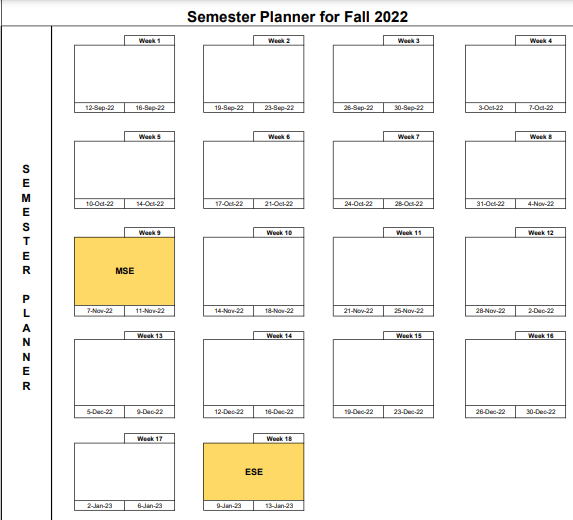 Semester Planner for Fall 2022
SEMESTER PLANNER
Week 1 Week 2 Week 3 Week 4
12-Sep-22 16-Sep-22 19-Sep-22 23-Sep-22 26-Sep-22 30-Sep-22 3-Oct-22 7-Oct-22
Week 5 Week 6 Week 7 Week 8
10-Oct-22 14-Oct-22 17-Oct-22 21-Oct-22 24-Oct-22 28-Oct-22 31-Oct-22 4-Nov-22
Week 9 Week 10 Week 11 Week 12
MSE
7-Nov-22 11-Nov-22 14-Nov-22 18-Nov-22 21-Nov-22 25-Nov-22 28-Nov-22 2-Dec-22
Week 13 Week 14 Week 15 Week 16
5-Dec-22 9-Dec-22 12-Dec-22 16-Dec-22 19-Dec-22 23-Dec-22 26-Dec-22 30-Dec-22
Week 17 Week 18
ESE
2-Jan-23 6-Jan-23 9-Jan-23 13-Jan-23